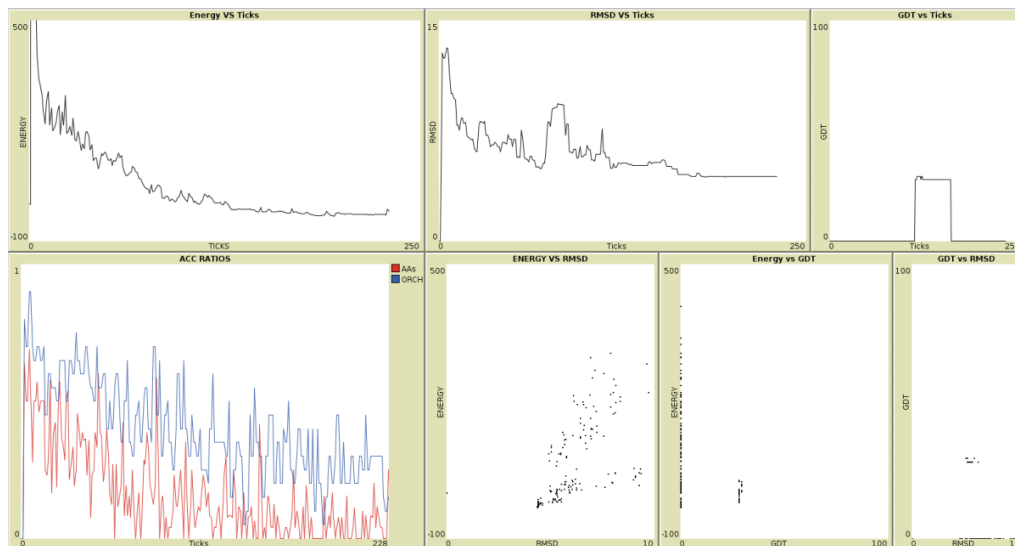 Energy VS Ticks
500
ENERGY
-100
0
TICKS
250
RMSD VS Ticks
15
RMSD
0
0
Ticks
250
GDT vs Ticks
100
GDT
0
0
Ticks
25
ACC RATIOS
1
0
0
Ticks
228
AAs
ORCH
ENERGY VS RMSD
500
ENERGY
-100
0
RMSD
10
Energy vs GDT
500
ENERGY
-100
0
GDT
100
GDT vs RMSD
100
GDT
0
0
RMSD
1